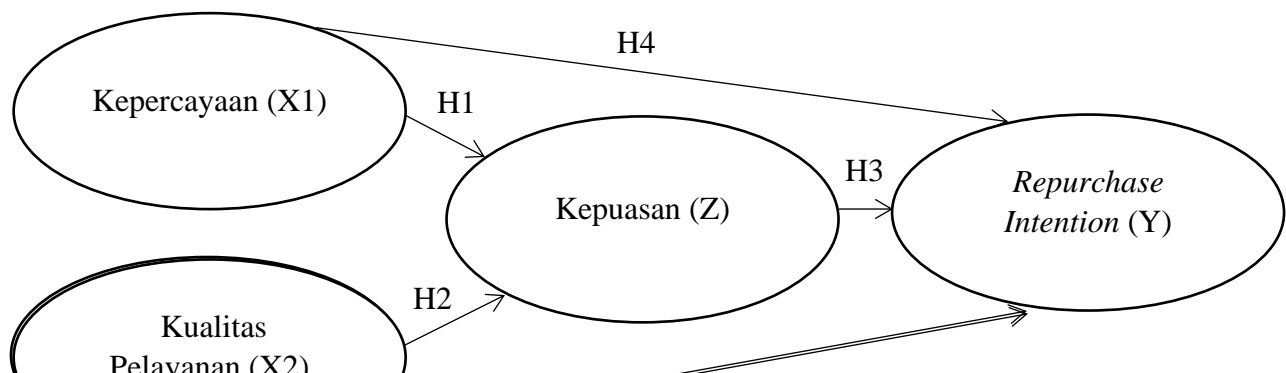 H4
Kepercayaan (X1)
H1
H3
Repurchase
Kepuasan (Z)
Intention (Y)
H2
Kualitas
Pelayanan (X2)